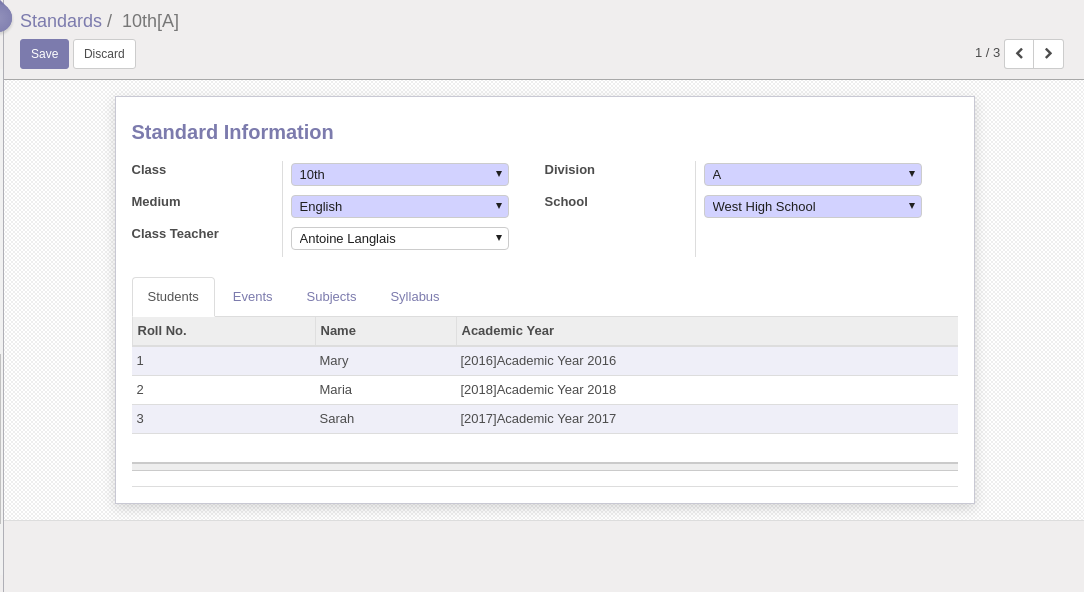 Standards / 10th[A]
Save Discard 1 / 3
Standard Information
Class 10th Division A
Medium English School West High School
Class Teacher Antoine Langlais
Students Events Subjects Syllabus
Roll No. Name Academic Year
1 Mary [2016]Academic Year 2016
2 Maria [2018]Academic Year 2018
3 Sarah [2017]Academic Year 2017